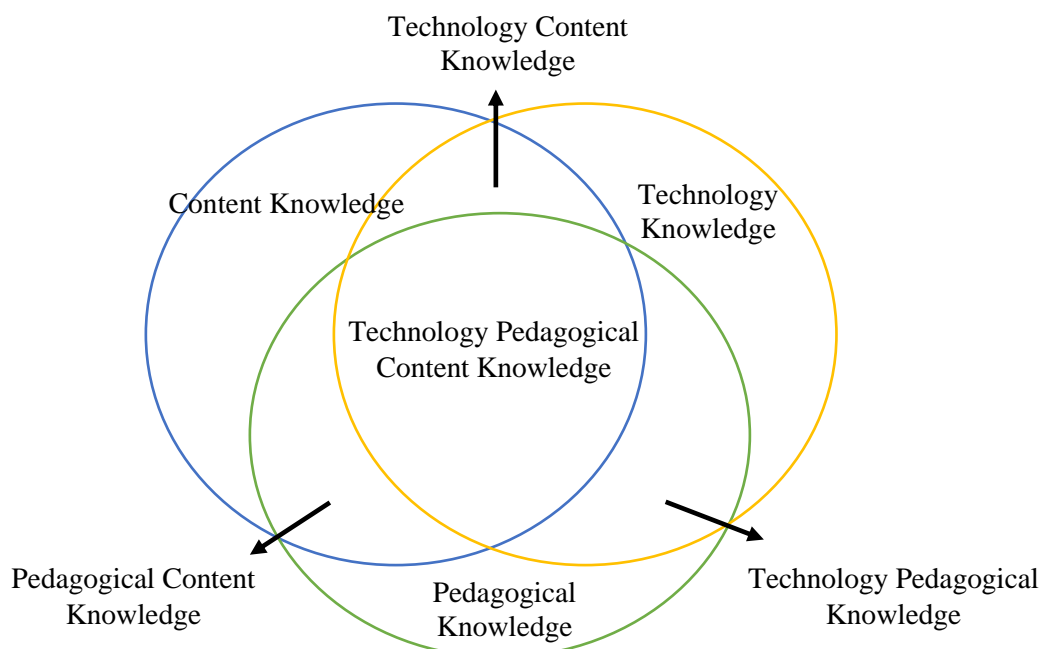 Technology Content
Knowledge
Content Knowledge
Technology
Knowledge
Technology Pedagogical
Content Knowledge
Pedagogical Content
Knowledge
Pedagogical
Knowledge
Technology Pedagogical
Knowledge